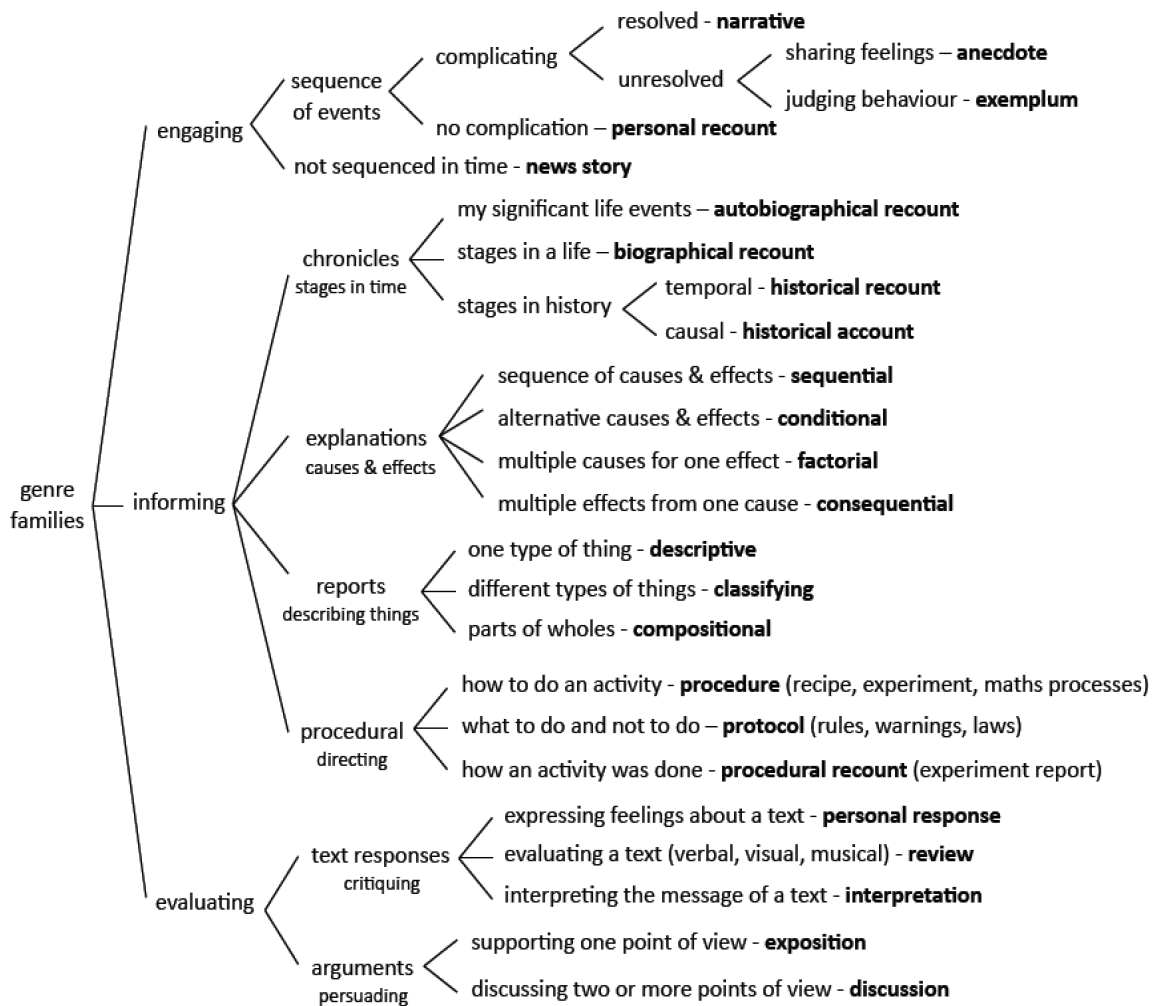 genre
families
engaging
sequence
of events
complicating
resolved - narrative
unresolved
sharing feelings – anecdote
judging behaviour - exemplum
no complication – personal recount
not sequenced in time - news story
informing
chronicles
stages in time
my significant life events – autobiographical recount
stages in a life – biographical recount
stages in history
temporal - historical recount
causal - historical account
explanations
causes & effects
sequence of causes & effects - sequential
alternative causes & effects - conditional
multiple causes for one effect - factorial
multiple effects from one cause - consequential
reports
describing things
one type of thing - descriptive
different types of things - classifying
parts of wholes - compositional
procedural
directing
how to do an activity - procedure (recipe, experiment, maths processes)
what to do and not to do – protocol (rules, warnings, laws)
how an activity was done - procedural recount (experiment report)
evaluating
text responses
critiquing
expressing feelings about a text - personal response
evaluating a text (verbal, visual, musical) - review
interpreting the message of a text - interpretation
arguments
persuading
supporting one point of view - exposition
discussing two or more points of view - discussion